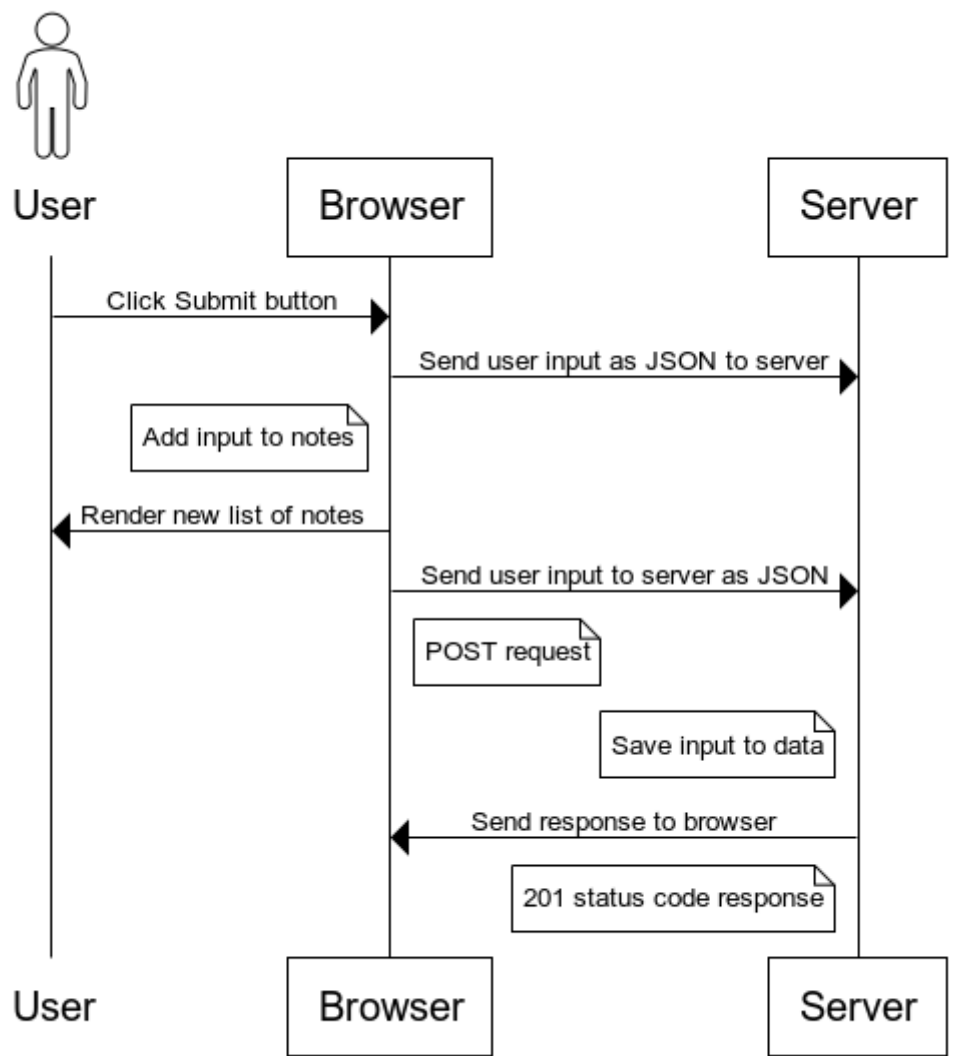 User
Browser
Server
Click Submit button
Send user input as JSON to server
Add input to notes
Render new list of notes
Send user input to server as JSON
POST request
Save input to data
Send response to browser
201 status code response
User
Browser
Server